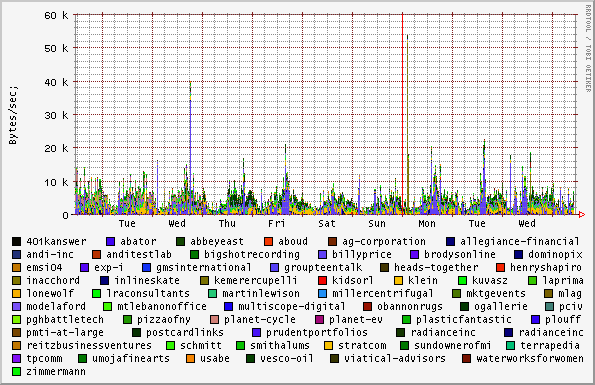 60 k
50 k
40 k
30 k
20 k
10 k
0
Bytes/sec;
RRDTOOL / TOBI OETIKER
Tue Wed Thu Fri Sat Sun Mon Tue Wed
401kanswer abator abbeyeast aboud ag-corporation allegiance-financial
andi-inc anditestlab bigshotrecording billyprice brodysonline dominopix
emsi04 exp-i gmsinternational groupteentalk heads-together henryshapiro
inacchord inlineskate kemerercupelli kidsorl klein kuvasz laprima
lonewolf lraconsultants martinlewison millercentrifugal mktgevents mlag
modelaford mtlebanonoffice multiscope-digital obannonrugs ogallerie pciv
pghbattletech pizzaofny planet-cycle planet-ev plasticfantastic plouff
pmti-at-large postcardlinks prudentportfolios radianceinc radianceinc
reitzbusinessventures schmitt smithalums stratcom sundowerofmi terrapedia
tpcomm umojafinearts usabe vesco-oil viatical-advisors waterworksforwomen
zimmermann